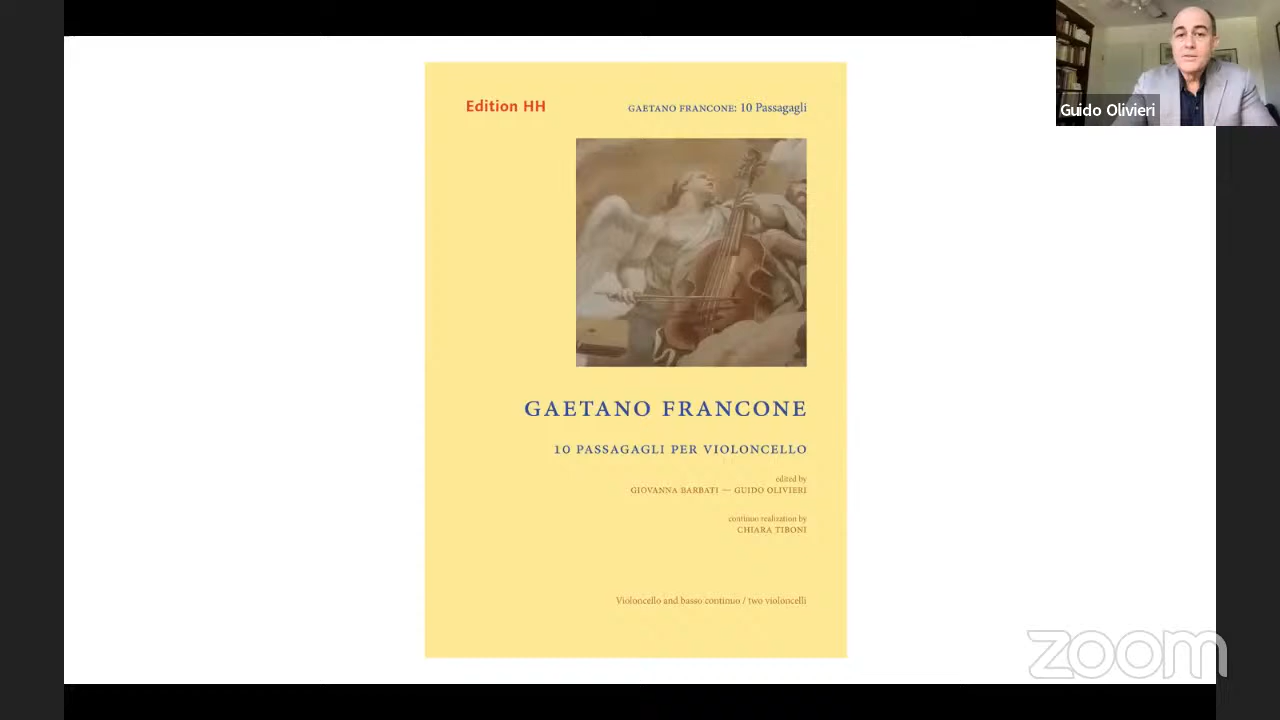 Edition HH
GAETANO FRANCONE: 10 Passagagli
GAETANO FRANCONE
10 PASSAGAGLI PER VIOLONCELLO
edited by
GIOVANNA BARBATI — GUIDO OLIVIERI
continuo realization by
CHIARA TIBONI
Violoncello and basso continuo / two violoncelli
Guido Olivieri
zoom